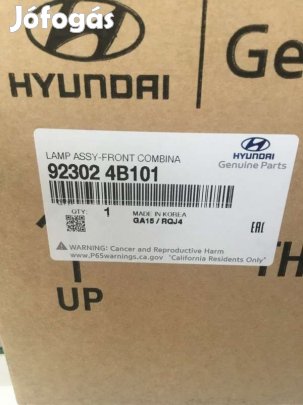 Jófogás
HYUNDAI
Ge
LAMP ASSY-FRONT COMBINA
92302 4B101
HYUNDAI
Genuine Parts
QTY:
1
MADE IN KOREA
GA15 / RQJ4
EAC
WARNING: Cancer and Reproductive Harm
www.P65warnings.ca.gov "California Residents Only"
UP
TH